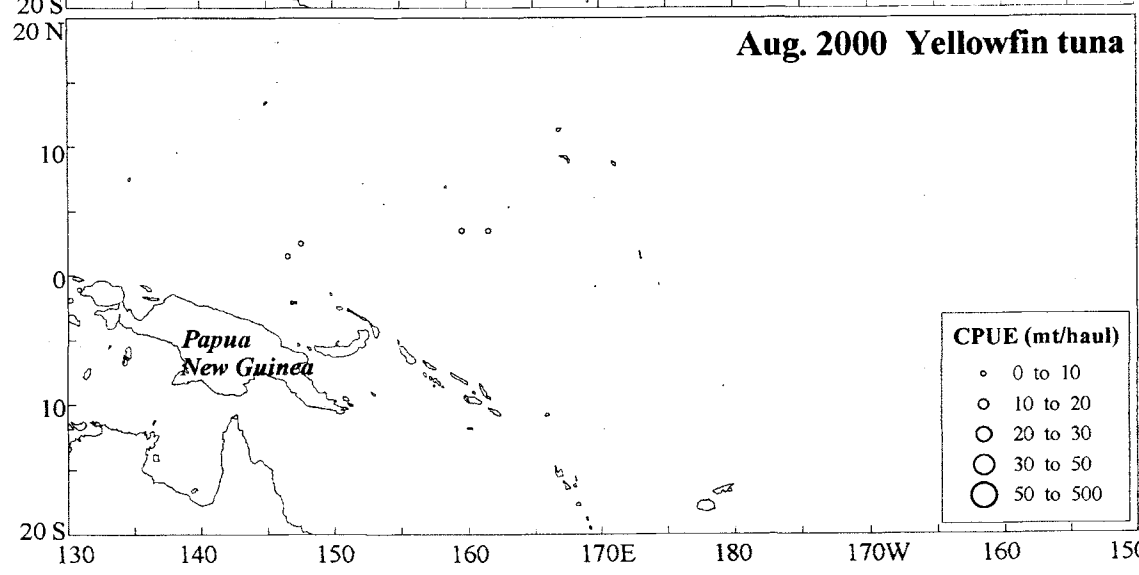 20 S
20 N
Aug. 2000 Yellowfin tuna
10
0
Papua
New Guinea
CPUE (mt/haul)
0 to 10
10 to 20
20 to 30
30 to 50
50 to 500
10
20 S
130 140 150 160 170E 180 170W 160 150